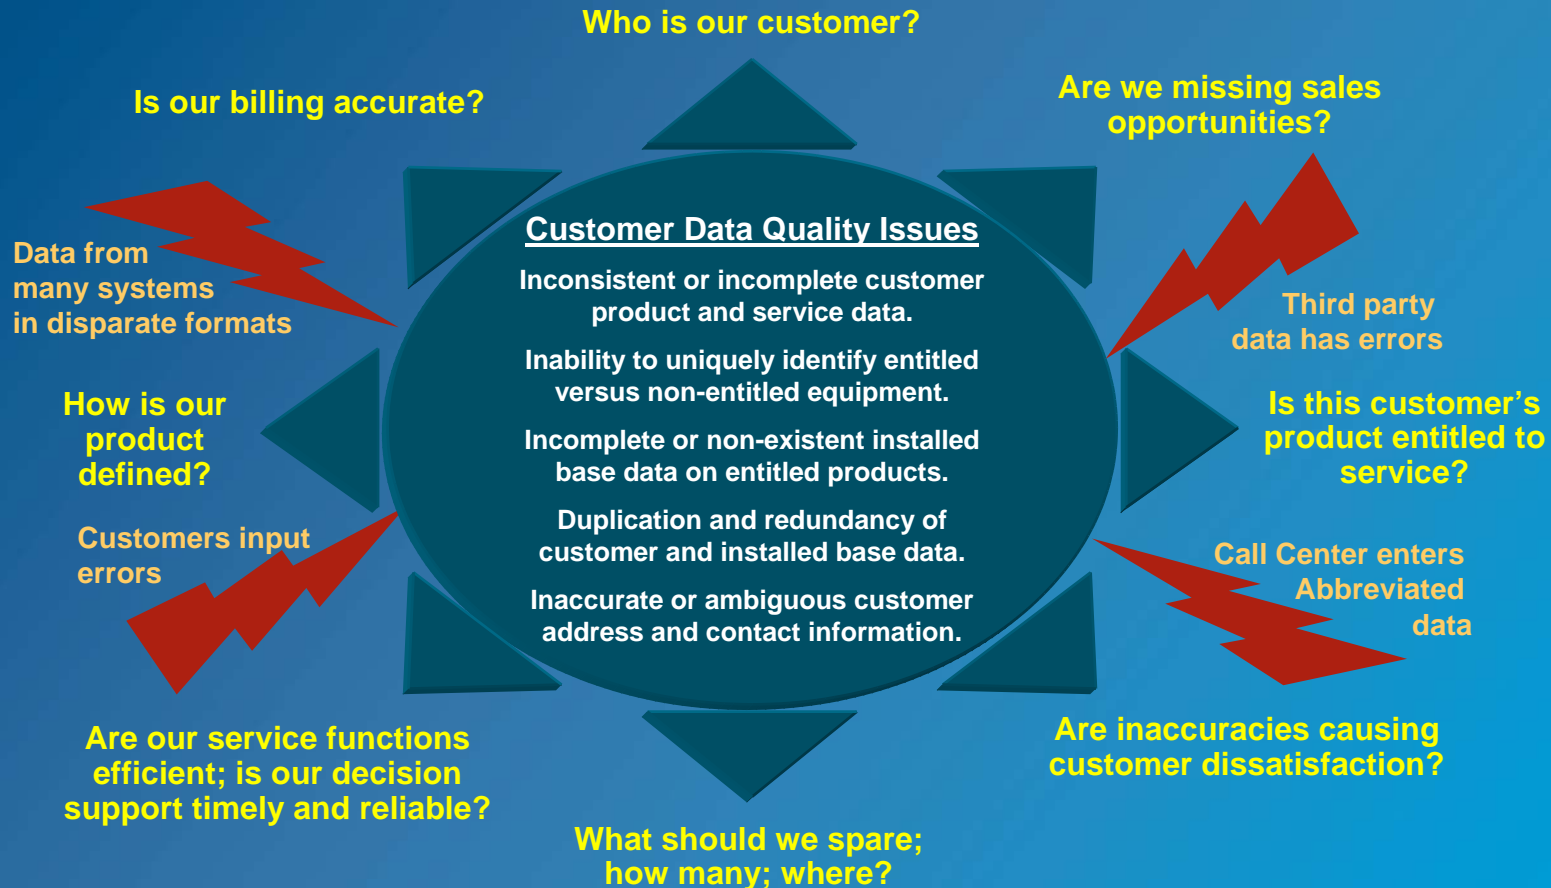 Who is our customer?
Is our billing accurate?
Are we missing sales
opportunities?
Customer Data Quality Issues
Inconsistent or incomplete customer
product and service data.
Inability to uniquely identify entitled
versus non-entitled equipment.
Incomplete or non-existent installed
base data on entitled products.
Duplication and redundancy of
customer and installed base data.
Inaccurate or ambiguous customer
address and contact information.
Data from
many systems
in disparate formats
Third party
data has errors
How is our
product
defined?
Is this customer’s
product entitled to
service?
Customers input
errors
Call Center enters
Abbreviated
data
Are our service functions
efficient; is our decision
support timely and reliable?
Are inaccuracies causing
customer dissatisfaction?
What should we spare;
how many; where?